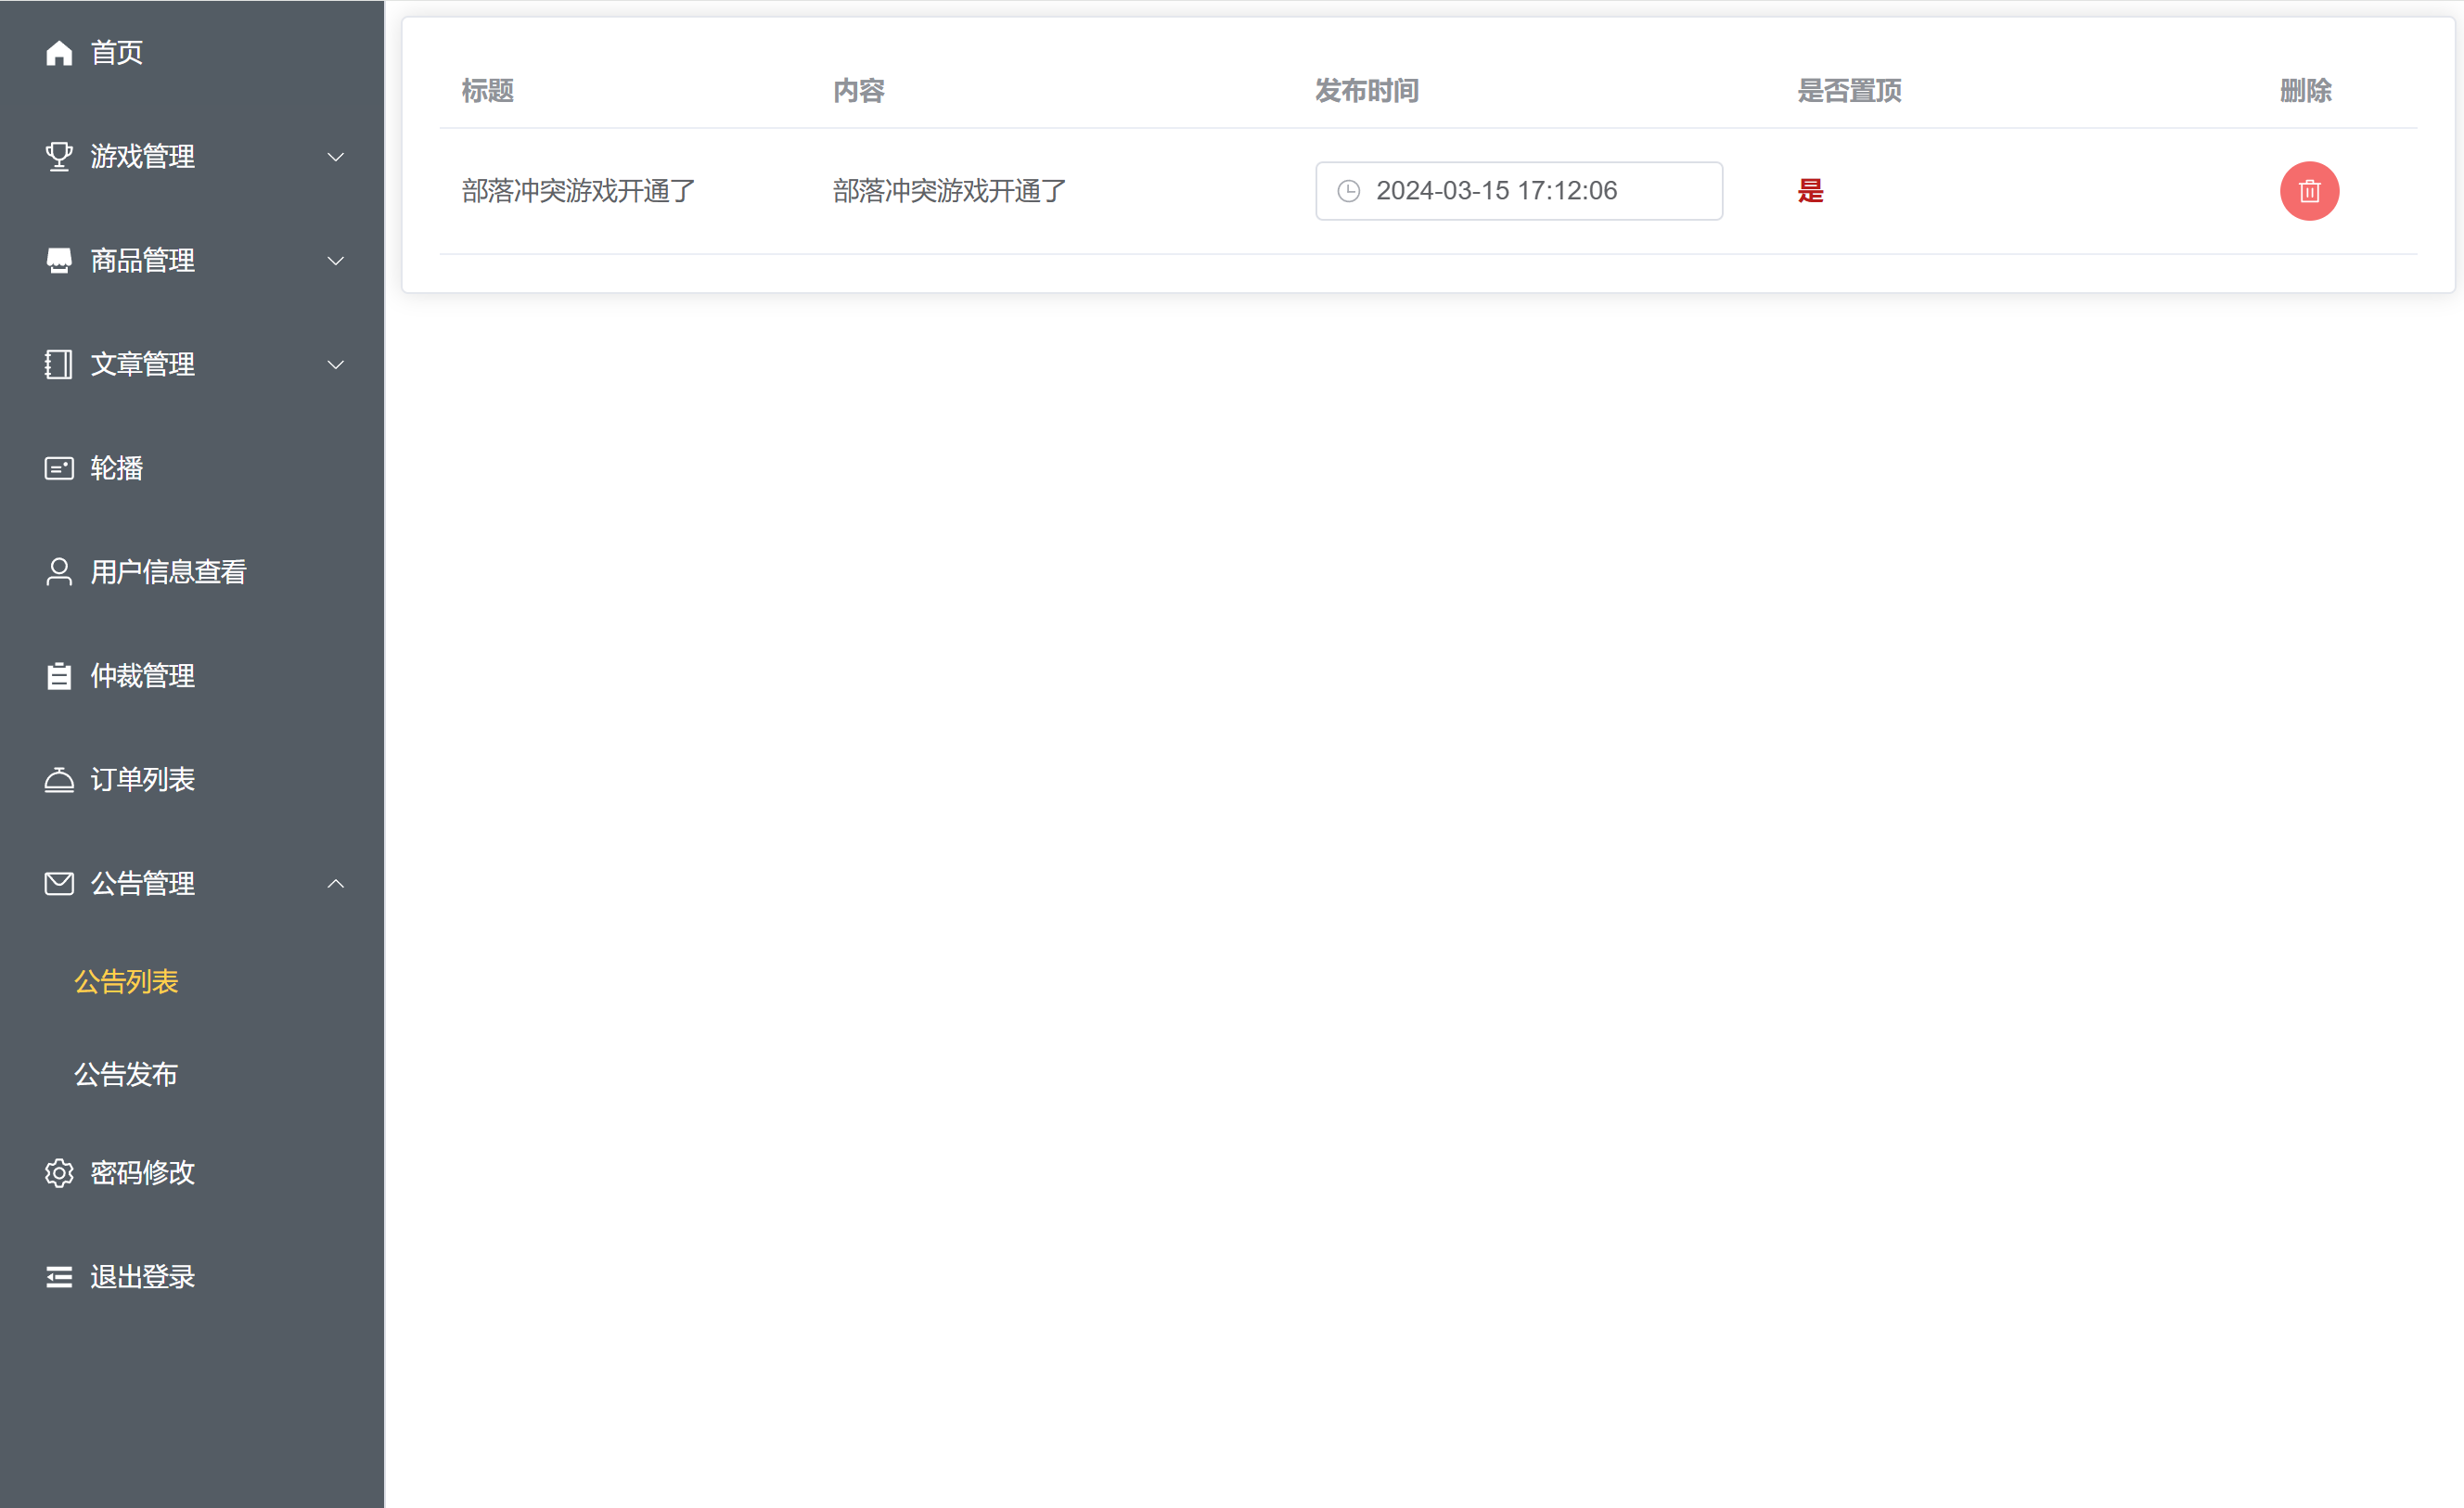 首页
游戏管理
商品管理
文章管理
轮播
用户信息查看
仲裁管理
订单列表
公告管理
公告列表
公告发布
密码修改
退出登录
标题 内容 发布时间 是否置顶 删除
部落冲突游戏开通了 部落冲突游戏开通了 2024-03-15 17:12:06 是